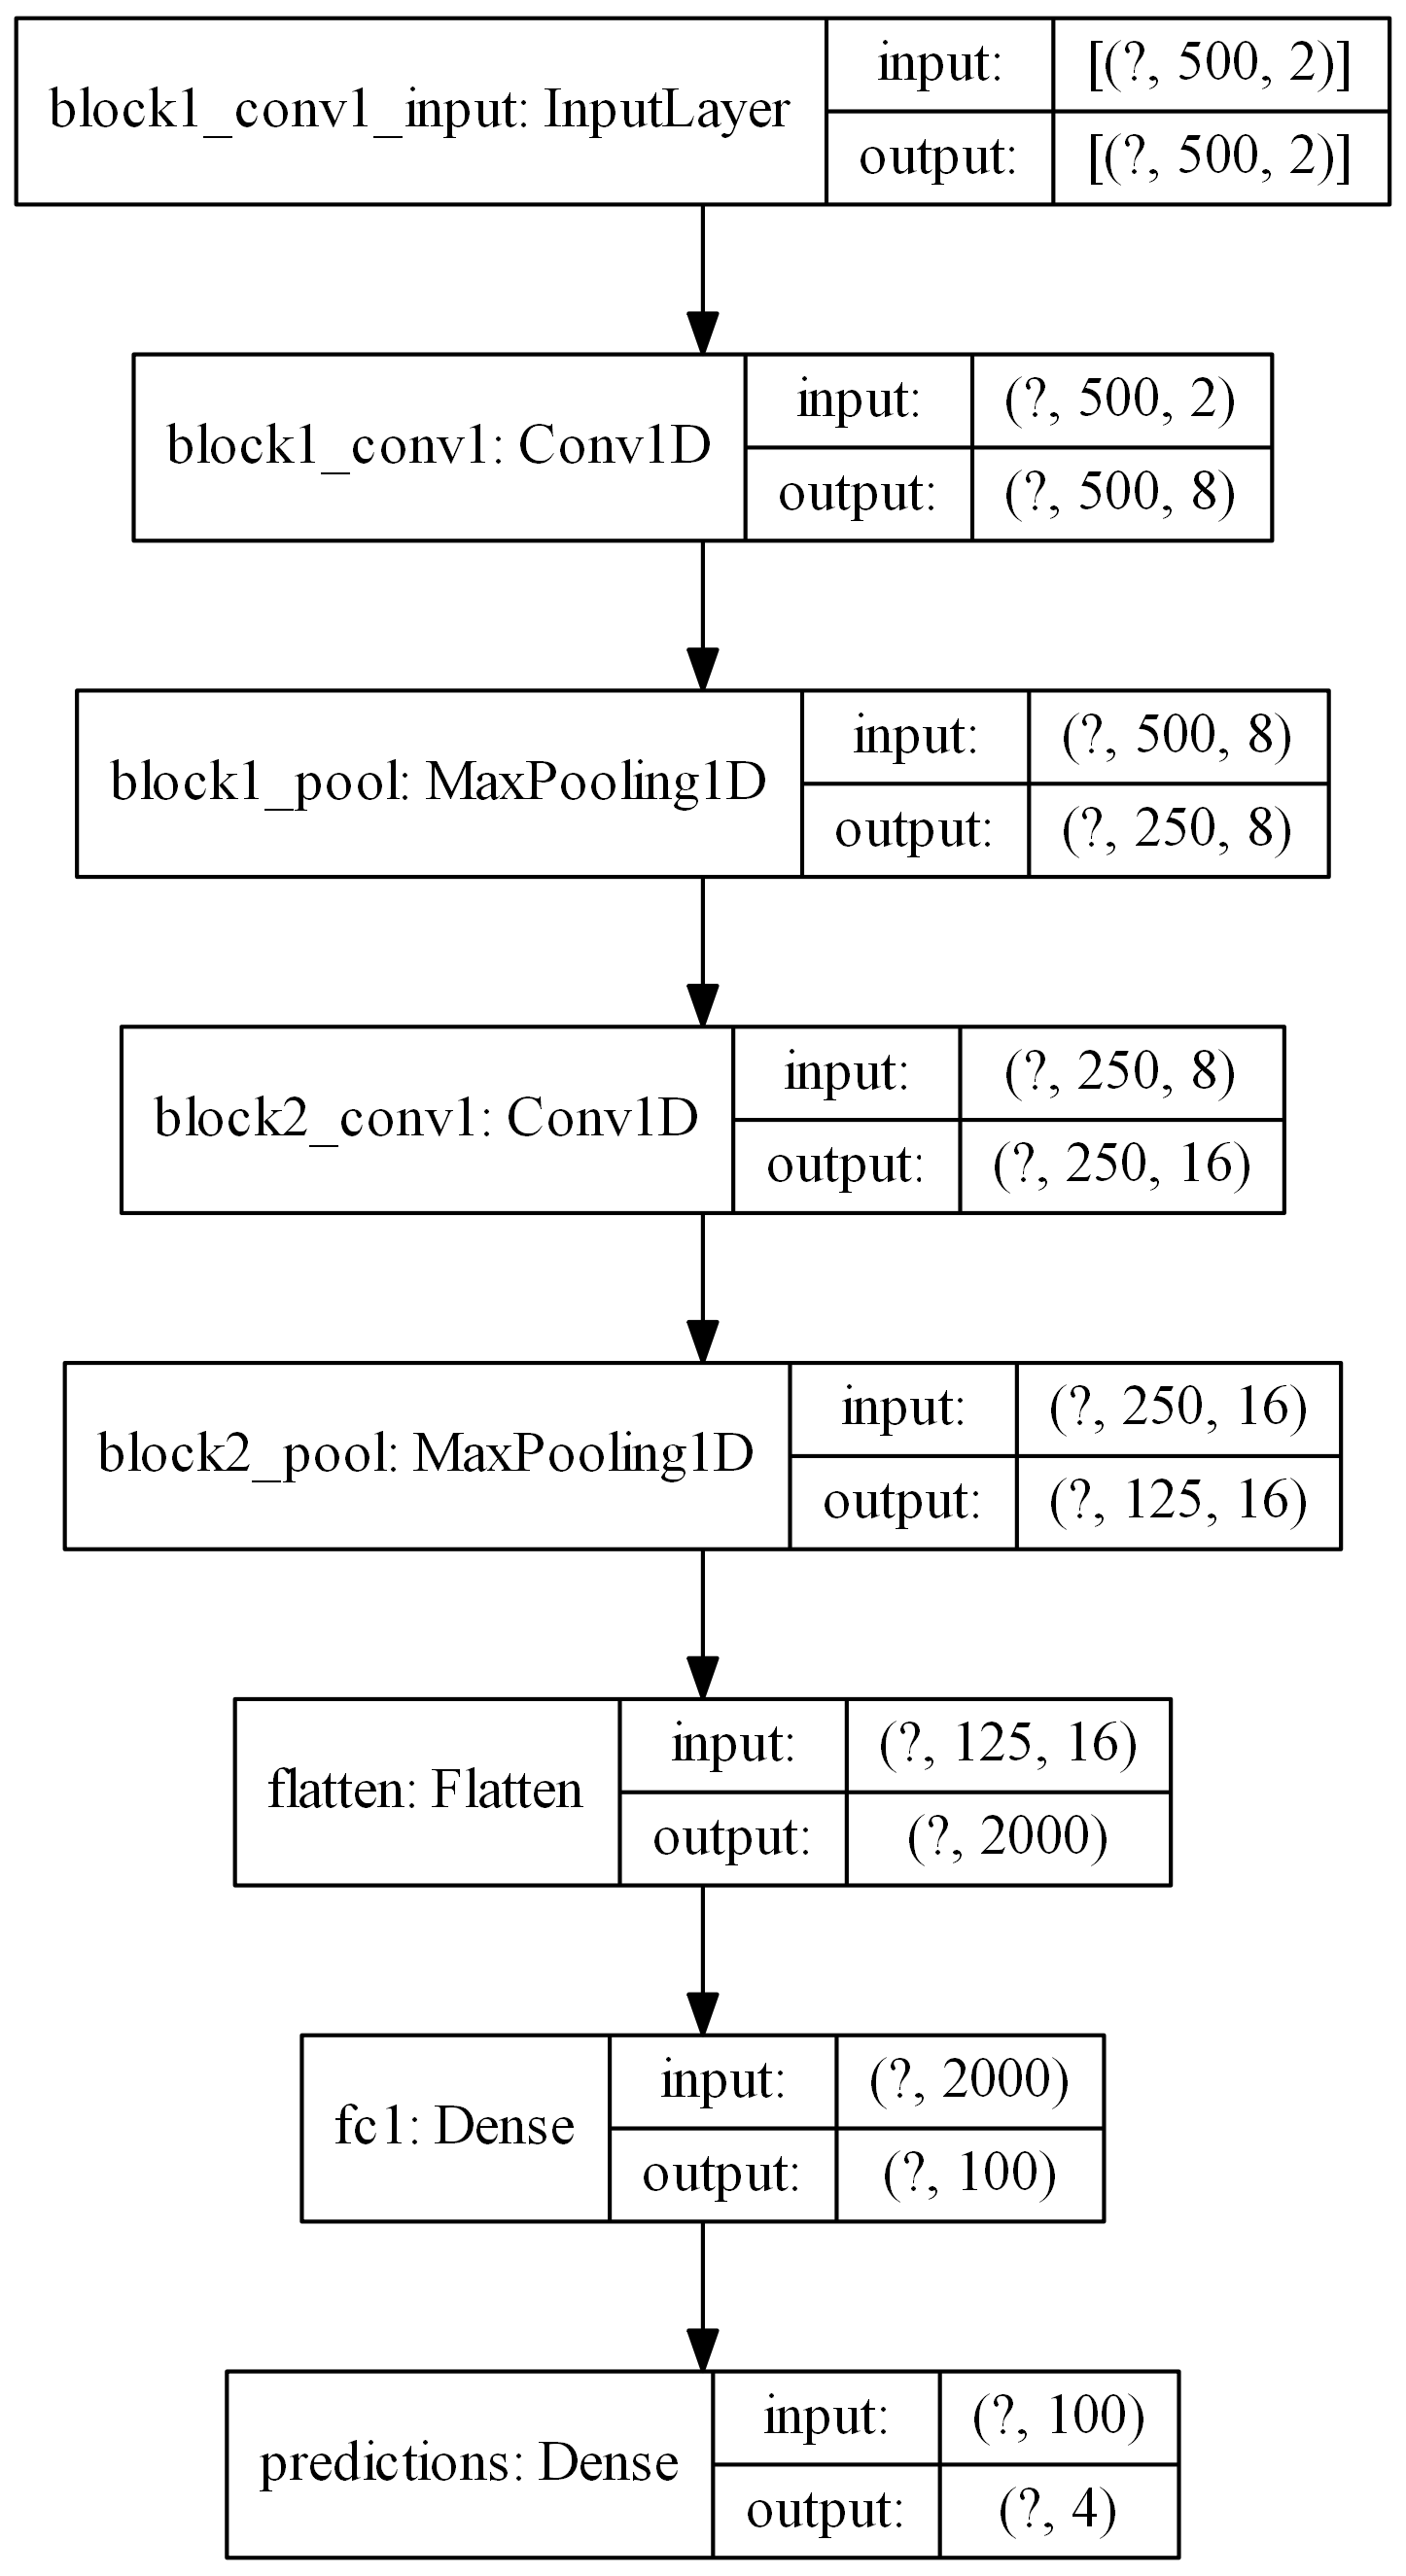 block1_conv1_input: InputLayer
input:
[(?, 500, 2)]
output:
[(?, 500, 2)]
block1_conv1: Conv1D
input:
(?, 500, 2)
output:
(?, 500, 8)
block1_pool: MaxPooling1D
input:
(?, 500, 8)
output:
(?, 250, 8)
block2_conv1: Conv1D
input:
(?, 250, 8)
output:
(?, 250, 16)
block2_pool: MaxPooling1D
input:
(?, 250, 16)
output:
(?, 125, 16)
flatten: Flatten
input:
(?, 125, 16)
output:
(?, 2000)
fc1: Dense
input:
(?, 2000)
output:
(?, 100)
predictions: Dense
input:
(?, 100)
output:
(?, 4)